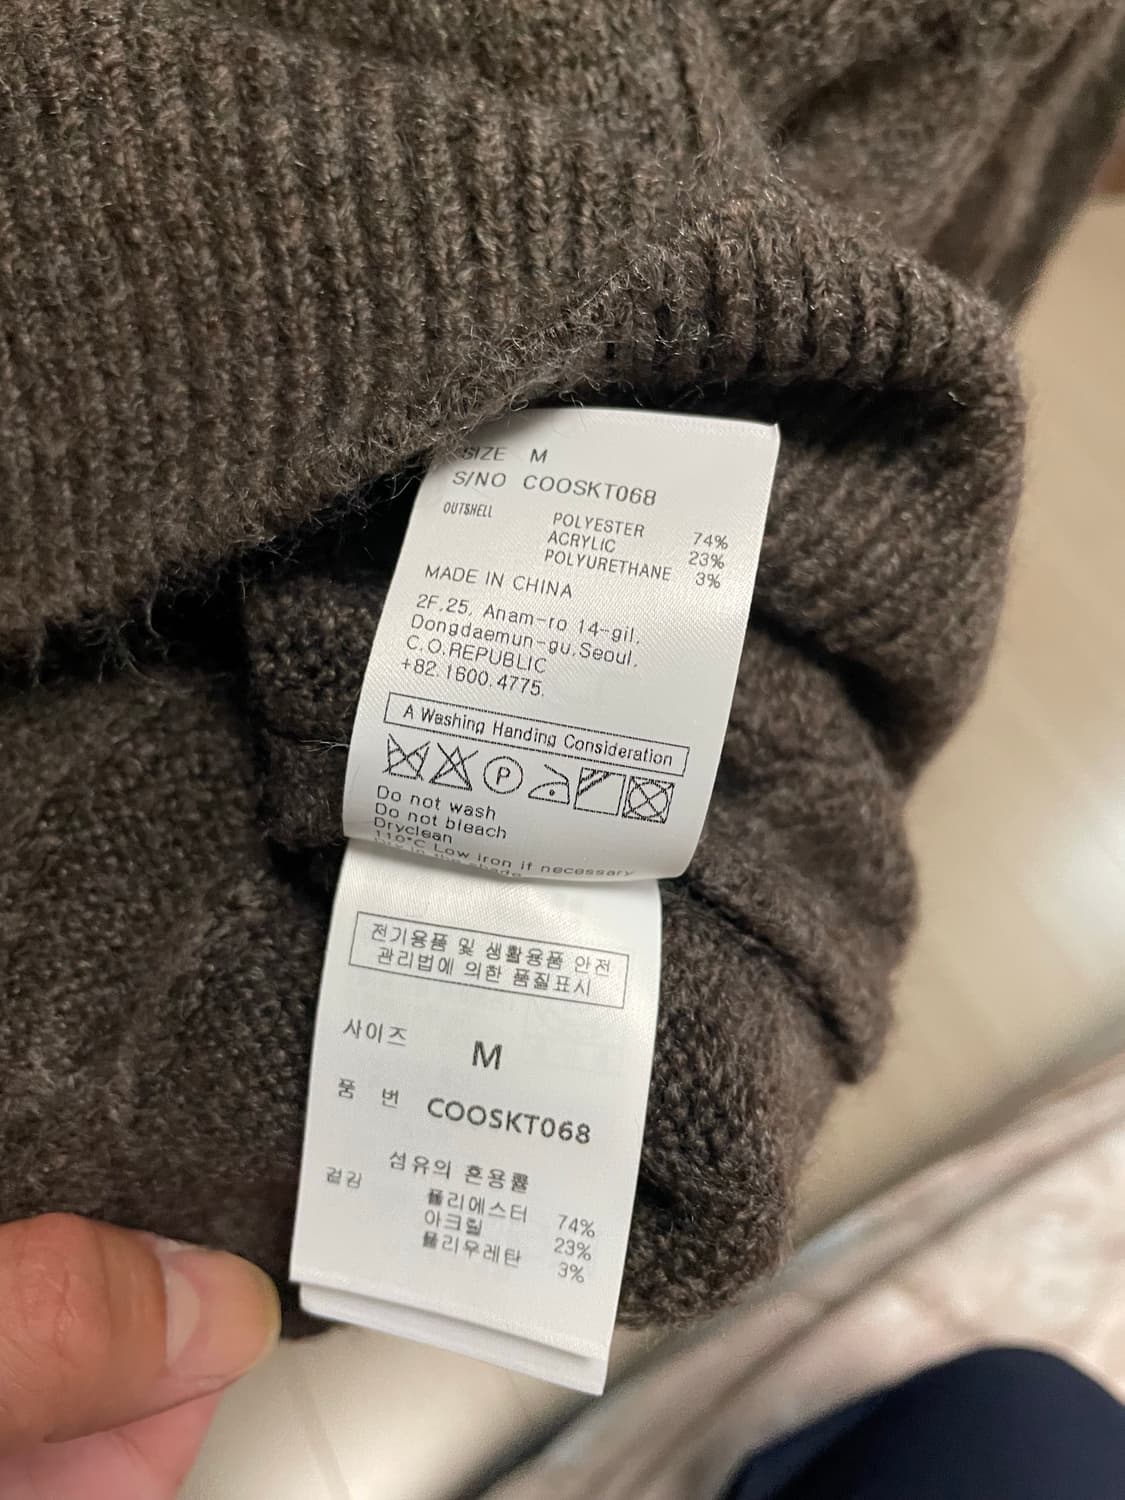 SIZE M
S/NO COOSKT068
OUTSHELL POLYESTER 74%
ACRYLIC 23%
POLYURETHANE 3%
MADE IN CHINA
2F,25, Anam-ro 14-gil,
Dongdaemun-gu,Seoul,
C.O.REPUBLIC
+82.1600.4775.
A Washing Handing Consideration
P
Do not wash
Do not bleach
Dryclean
110°C Low iron if necessary
in the shade
전기용품 및 생활용품 안전
관리법에 의한 품질표시
사이즈 M
품 번 COOSKT068
섬유의 혼용률
겉감 폴리에스터 74%
아크릴 23%
폴리우레탄 3%